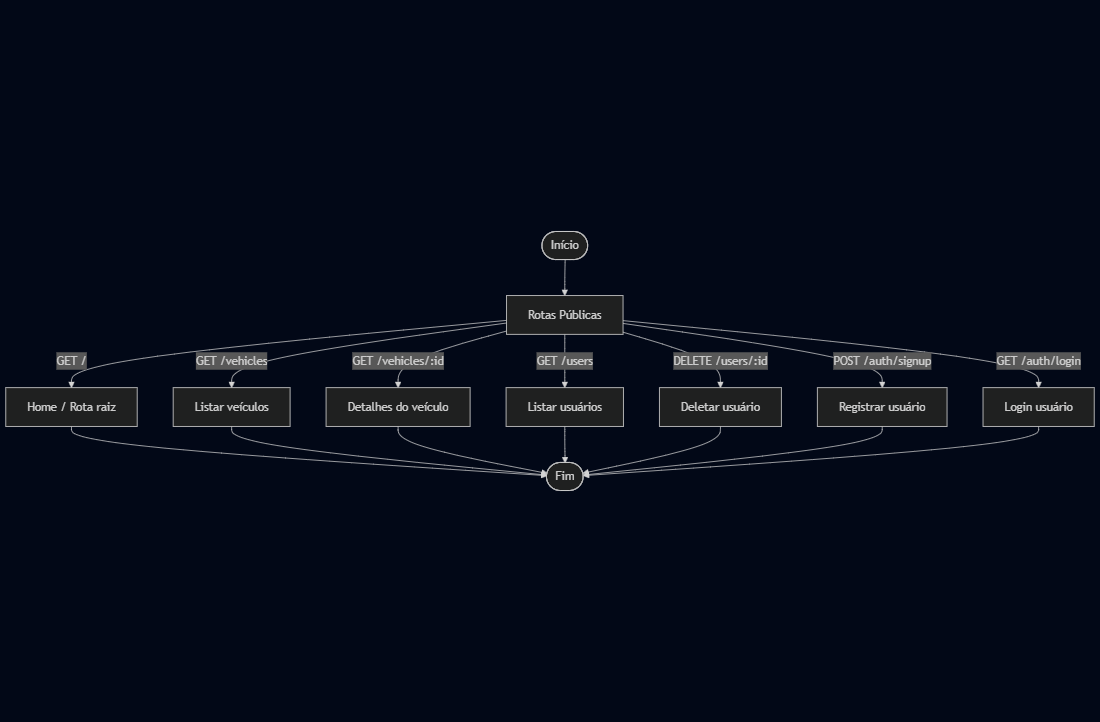 Início
Rotas Públicas
GET /
GET /vehicles
GET /vehicles/:id
GET /users
DELETE /users/:id
POST /auth/signup
GET /auth/login
Home / Rota raiz
Listar veículos
Detalhes do veículo
Listar usuários
Deletar usuário
Registrar usuário
Login usuário
Fim